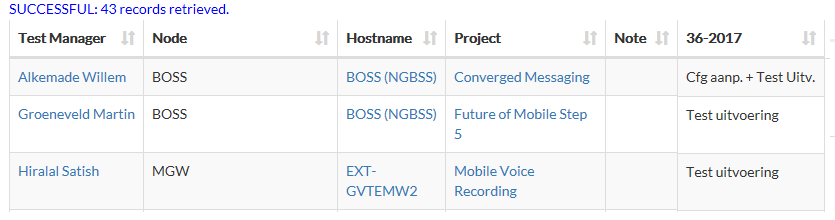 SUCCESSFUL: 43 records retrieved.
Test Manager Node Hostname Project Note 36-2017
Alkemade Willem BOSS BOSS (NGBSS) Converged Messaging Cfg aanp. + Test Uitv.
Groeneveld Martin BOSS BOSS (NGBSS) Future of Mobile Step Test uitvoering
5
Hiralal Satish MGW EXT- Mobile Voice Test uitvoering
GVTEMW2 Recording